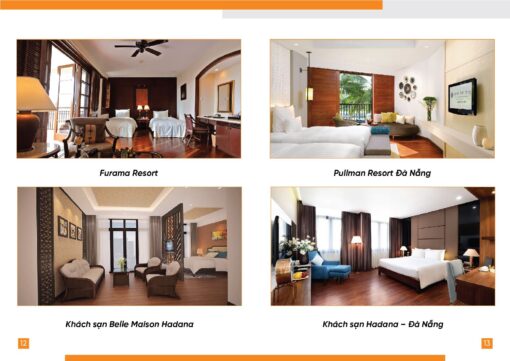 Furama Resort
Pullman Resort Đà Nẵng
Khách sạn Belle Maison Hadana
Khách sạn Hadana – Đà Nẵng
12
13